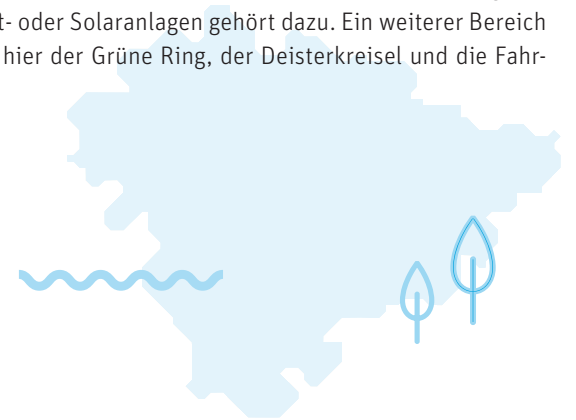 t- oder Solaranlagen gehört dazu. Ein weiterer Bereich
hier der Grüne Ring, der Deisterkreisel und die Fahr-